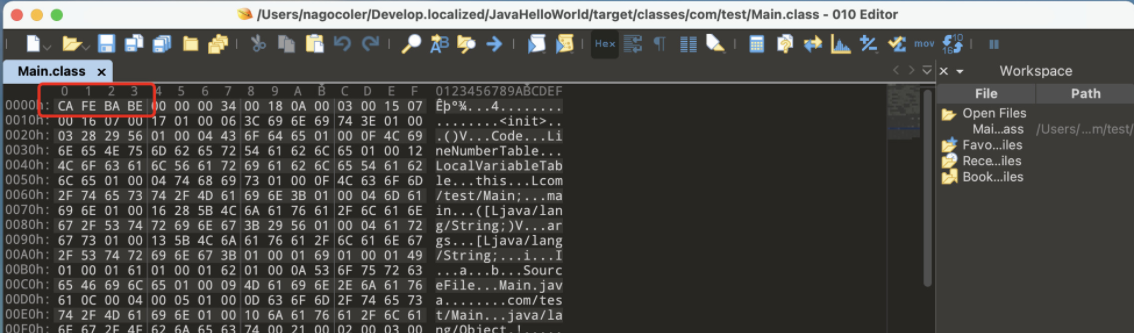 /Users/nagocoler/Develop.localized/JavaHelloWorld/target/classes/com/test/Main.class - 010 Editor
Hex mov
Main.class x
Workspace
File Path
Open Files
Mai...ass /Users/...m/test/
Favo...iles
Rece...iles
Book...iles
0 1 2 3 4 5 6 7 8 9 A B C D E F 0123456789ABCDEF
0000h: CA FE BA BE 00 00 00 34 00 18 0A 00 03 00 15 07 Êþº¾...4........
0010h: 00 16 07 00 17 01 00 06 3C 69 6E 69 74 3E 01 00 ........<init>..
0020h: 03 28 29 56 01 00 04 43 6F 64 65 01 00 0F 4C 69 .()V...Code...Li
0030h: 6E 65 4E 75 6D 62 65 72 54 61 62 6C 65 01 00 12 neNumberTable...
0040h: 4C 6F 63 61 6C 56 61 72 69 61 62 6C 65 54 61 62 LocalVariableTab
0050h: 6C 65 01 00 04 74 68 69 73 01 00 0F 4C 63 6F 6D le...this...Lcom
0060h: 2F 74 65 73 74 2F 4D 61 69 6E 3B 01 00 04 6D 61 /test/Main;...ma
0070h: 69 6E 01 00 16 28 5B 4C 6A 61 76 61 2F 6C 61 6E in...([Ljava/lan
0080h: 67 2F 53 74 72 69 6E 67 3B 29 56 01 00 04 61 72 g/String;)V...ar
0090h: 67 73 01 00 13 5B 4C 6A 61 76 61 2F 6C 61 6E 67 gs...[Ljava/lang
00A0h: 2F 53 74 72 69 6E 67 3B 01 00 01 69 01 00 01 49 /String;...i...I
00B0h: 01 00 01 61 01 00 01 62 01 00 0A 53 6F 75 72 63 ...a...b...Sourc
00C0h: 65 46 69 6C 65 01 00 09 4D 61 69 6E 2E 6A 61 76 eFile...Main.jav
00D0h: 61 0C 00 04 00 05 01 00 0D 63 6F 6D 2F 74 65 73 a........com/tes
00E0h: 74 2F 4D 61 69 6E 01 00 10 6A 61 76 61 2F 6C 61 t/Main...java/la
00F0h: 6E 67 2F 4F 62 6A 65 63 74 00 21 00 02 00 03 00 ng/Object.!.....